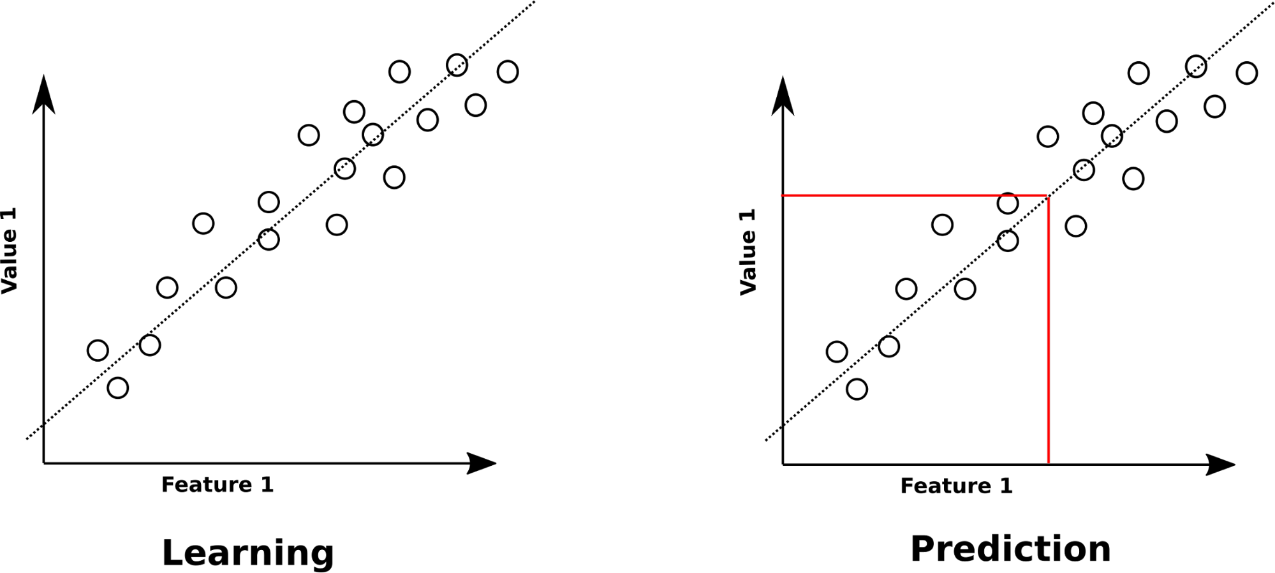 Value 1
Feature 1
Learning
Value 1
Feature 1
Prediction